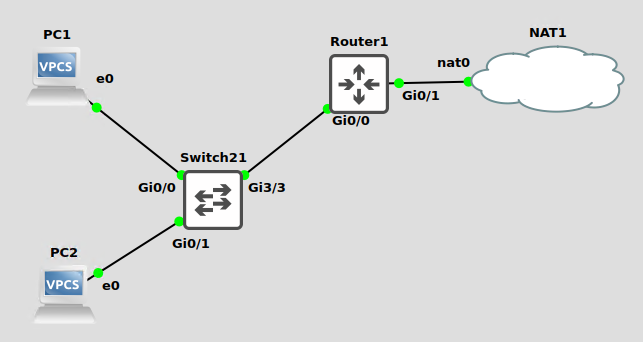 PC1
VPCS
e0
Router1
Gi0/0
Gi0/1
NAT1
nat0
Switch21
Gi0/0
Gi3/3
Gi0/1
PC2
VPCS
e0